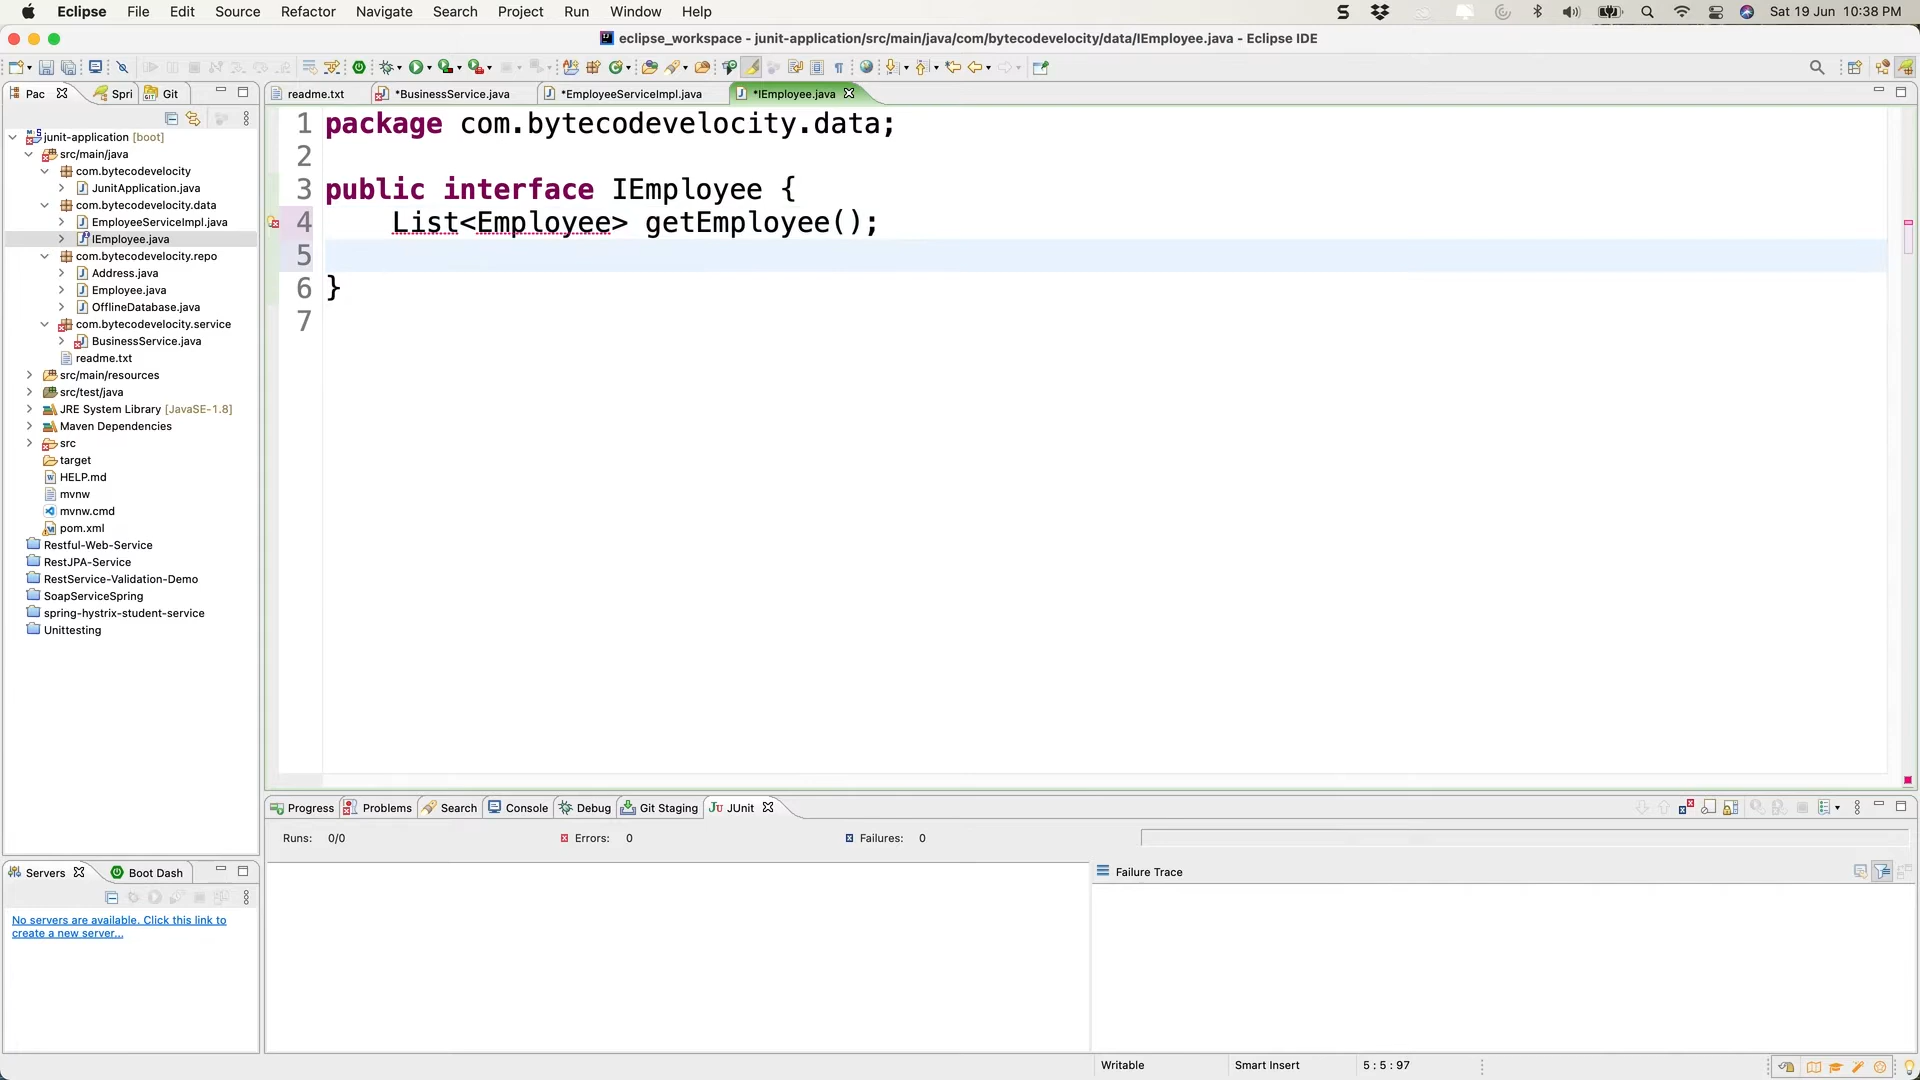 Eclipse File Edit Source Refactor Navigate Search Project Run Window Help Sat 19 Jun 10:38 PM
eclipse_workspace - junit-application/src/main/java/com/bytecodevelocity/data/IEmployee.java - Eclipse IDE
Pac Spri Git
readme.txt *BusinessService.java *EmployeeServiceImpl.java *IEmployee.java
junit-application [boot]
src/main/java
com.bytecodevelocity
JunitApplication.java
com.bytecodevelocity.data
EmployeeServiceImpl.java
IEmployee.java
com.bytecodevelocity.repo
Address.java
Employee.java
OfflineDatabase.java
com.bytecodevelocity.service
BusinessService.java
readme.txt
src/main/resources
src/test/java
JRE System Library [JavaSE-1.8]
Maven Dependencies
src
target
HELP.md
mvnw
mvnw.cmd
pom.xml
Restful-Web-Service
RestJPA-Service
RestService-Validation-Demo
SoapServiceSpring
spring-hystrix-student-service
Unittesting
1 package com.bytecodevelocity.data;
2
3 public interface IEmployee {
4 List<Employee> getEmployee();
5
6 }
7
Progress Problems Search Console Debug Git Staging JUnit
Runs: 0/0 Errors: 0 Failures: 0
Failure Trace
Servers Boot Dash
No servers are available. Click this link to
create a new server...
Writable Smart Insert 5 : 5 : 97